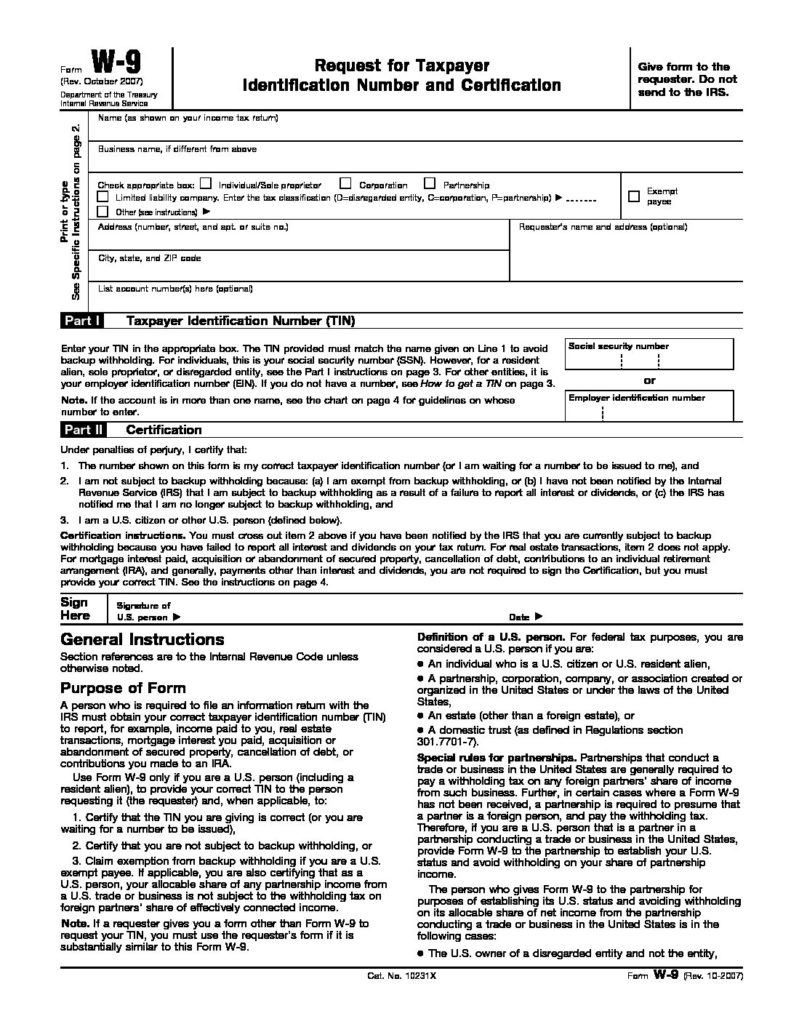 Form W-9
(Rev. October 2007)
Department of the Treasury
Internal Revenue Service
Request for Taxpayer
Identification Number and Certification
Give form to the
requester. Do not
send to the IRS.
Print or type
See Specific Instructions on page 2.
Name (as shown on your income tax return)
Business name, if different from above
Check appropriate box: Individual/Sole proprietor Corporation Partnership
Limited liability company. Enter the tax classification (D=disregarded entity, C=corporation, P=partnership) ▶ -------
Other (see instructions) ▶
Exempt
payee
Address (number, street, and apt. or suite no.)
Requester's name and address (optional)
City, state, and ZIP code
List account number(s) here (optional)
Part I Taxpayer Identification Number (TIN)
Enter your TIN in the appropriate box. The TIN provided must match the name given on Line 1 to avoid
backup withholding. For individuals, this is your social security number (SSN). However, for a resident
alien, sole proprietor, or disregarded entity, see the Part I instructions on page 3. For other entities, it is
your employer identification number (EIN). If you do not have a number, see How to get a TIN on page 3.
Note. If the account is in more than one name, see the chart on page 4 for guidelines on whose
number to enter.
Social security number
or
Employer identification number
Part II Certification
Under penalties of perjury, I certify that:
1. The number shown on this form is my correct taxpayer identification number (or I am waiting for a number to be issued to me), and
2. I am not subject to backup withholding because: (a) I am exempt from backup withholding, or (b) I have not been notified by the Internal
Revenue Service (IRS) that I am subject to backup withholding as a result of a failure to report all interest or dividends, or (c) the IRS has
notified me that I am no longer subject to backup withholding, and
3. I am a U.S. citizen or other U.S. person (defined below).
Certification instructions. You must cross out item 2 above if you have been notified by the IRS that you are currently subject to backup
withholding because you have failed to report all interest and dividends on your tax return. For real estate transactions, item 2 does not apply.
For mortgage interest paid, acquisition or abandonment of secured property, cancellation of debt, contributions to an individual retirement
arrangement (IRA), and generally, payments other than interest and dividends, you are not required to sign the Certification, but you must
provide your correct TIN. See the instructions on page 4.
Sign
Here
Signature of
U.S. person ▶
Date ▶
General Instructions
Section references are to the Internal Revenue Code unless
otherwise noted.
Purpose of Form
A person who is required to file an information return with the
IRS must obtain your correct taxpayer identification number (TIN)
to report, for example, income paid to you, real estate
transactions, mortgage interest you paid, acquisition or
abandonment of secured property, cancellation of debt, or
contributions you made to an IRA.
Use Form W-9 only if you are a U.S. person (including a
resident alien), to provide your correct TIN to the person
requesting it (the requester) and, when applicable, to:
1. Certify that the TIN you are giving is correct (or you are
waiting for a number to be issued),
2. Certify that you are not subject to backup withholding, or
3. Claim exemption from backup withholding if you are a U.S.
exempt payee. If applicable, you are also certifying that as a
U.S. person, your allocable share of any partnership income from
a U.S. trade or business is not subject to the withholding tax on
foreign partners' share of effectively connected income.
Note. If a requester gives you a form other than Form W-9 to
request your TIN, you must use the requester's form if it is
substantially similar to this Form W-9.
Definition of a U.S. person. For federal tax purposes, you are
considered a U.S. person if you are:
● An individual who is a U.S. citizen or U.S. resident alien,
● A partnership, corporation, company, or association created or
organized in the United States or under the laws of the United
States,
● An estate (other than a foreign estate), or
● A domestic trust (as defined in Regulations section
301.7701-7).
Special rules for partnerships. Partnerships that conduct a
trade or business in the United States are generally required to
pay a withholding tax on any foreign partners' share of income
from such business. Further, in certain cases where a Form W-9
has not been received, a partnership is required to presume that
a partner is a foreign person, and pay the withholding tax.
Therefore, if you are a U.S. person that is a partner in a
partnership conducting a trade or business in the United States,
provide Form W-9 to the partnership to establish your U.S.
status and avoid withholding on your share of partnership
income.
The person who gives Form W-9 to the partnership for
purposes of establishing its U.S. status and avoiding withholding
on its allocable share of net income from the partnership
conducting a trade or business in the United States is in the
following cases:
● The U.S. owner of a disregarded entity and not the entity,
Cat. No. 10231X
Form W-9 (Rev. 10-2007)